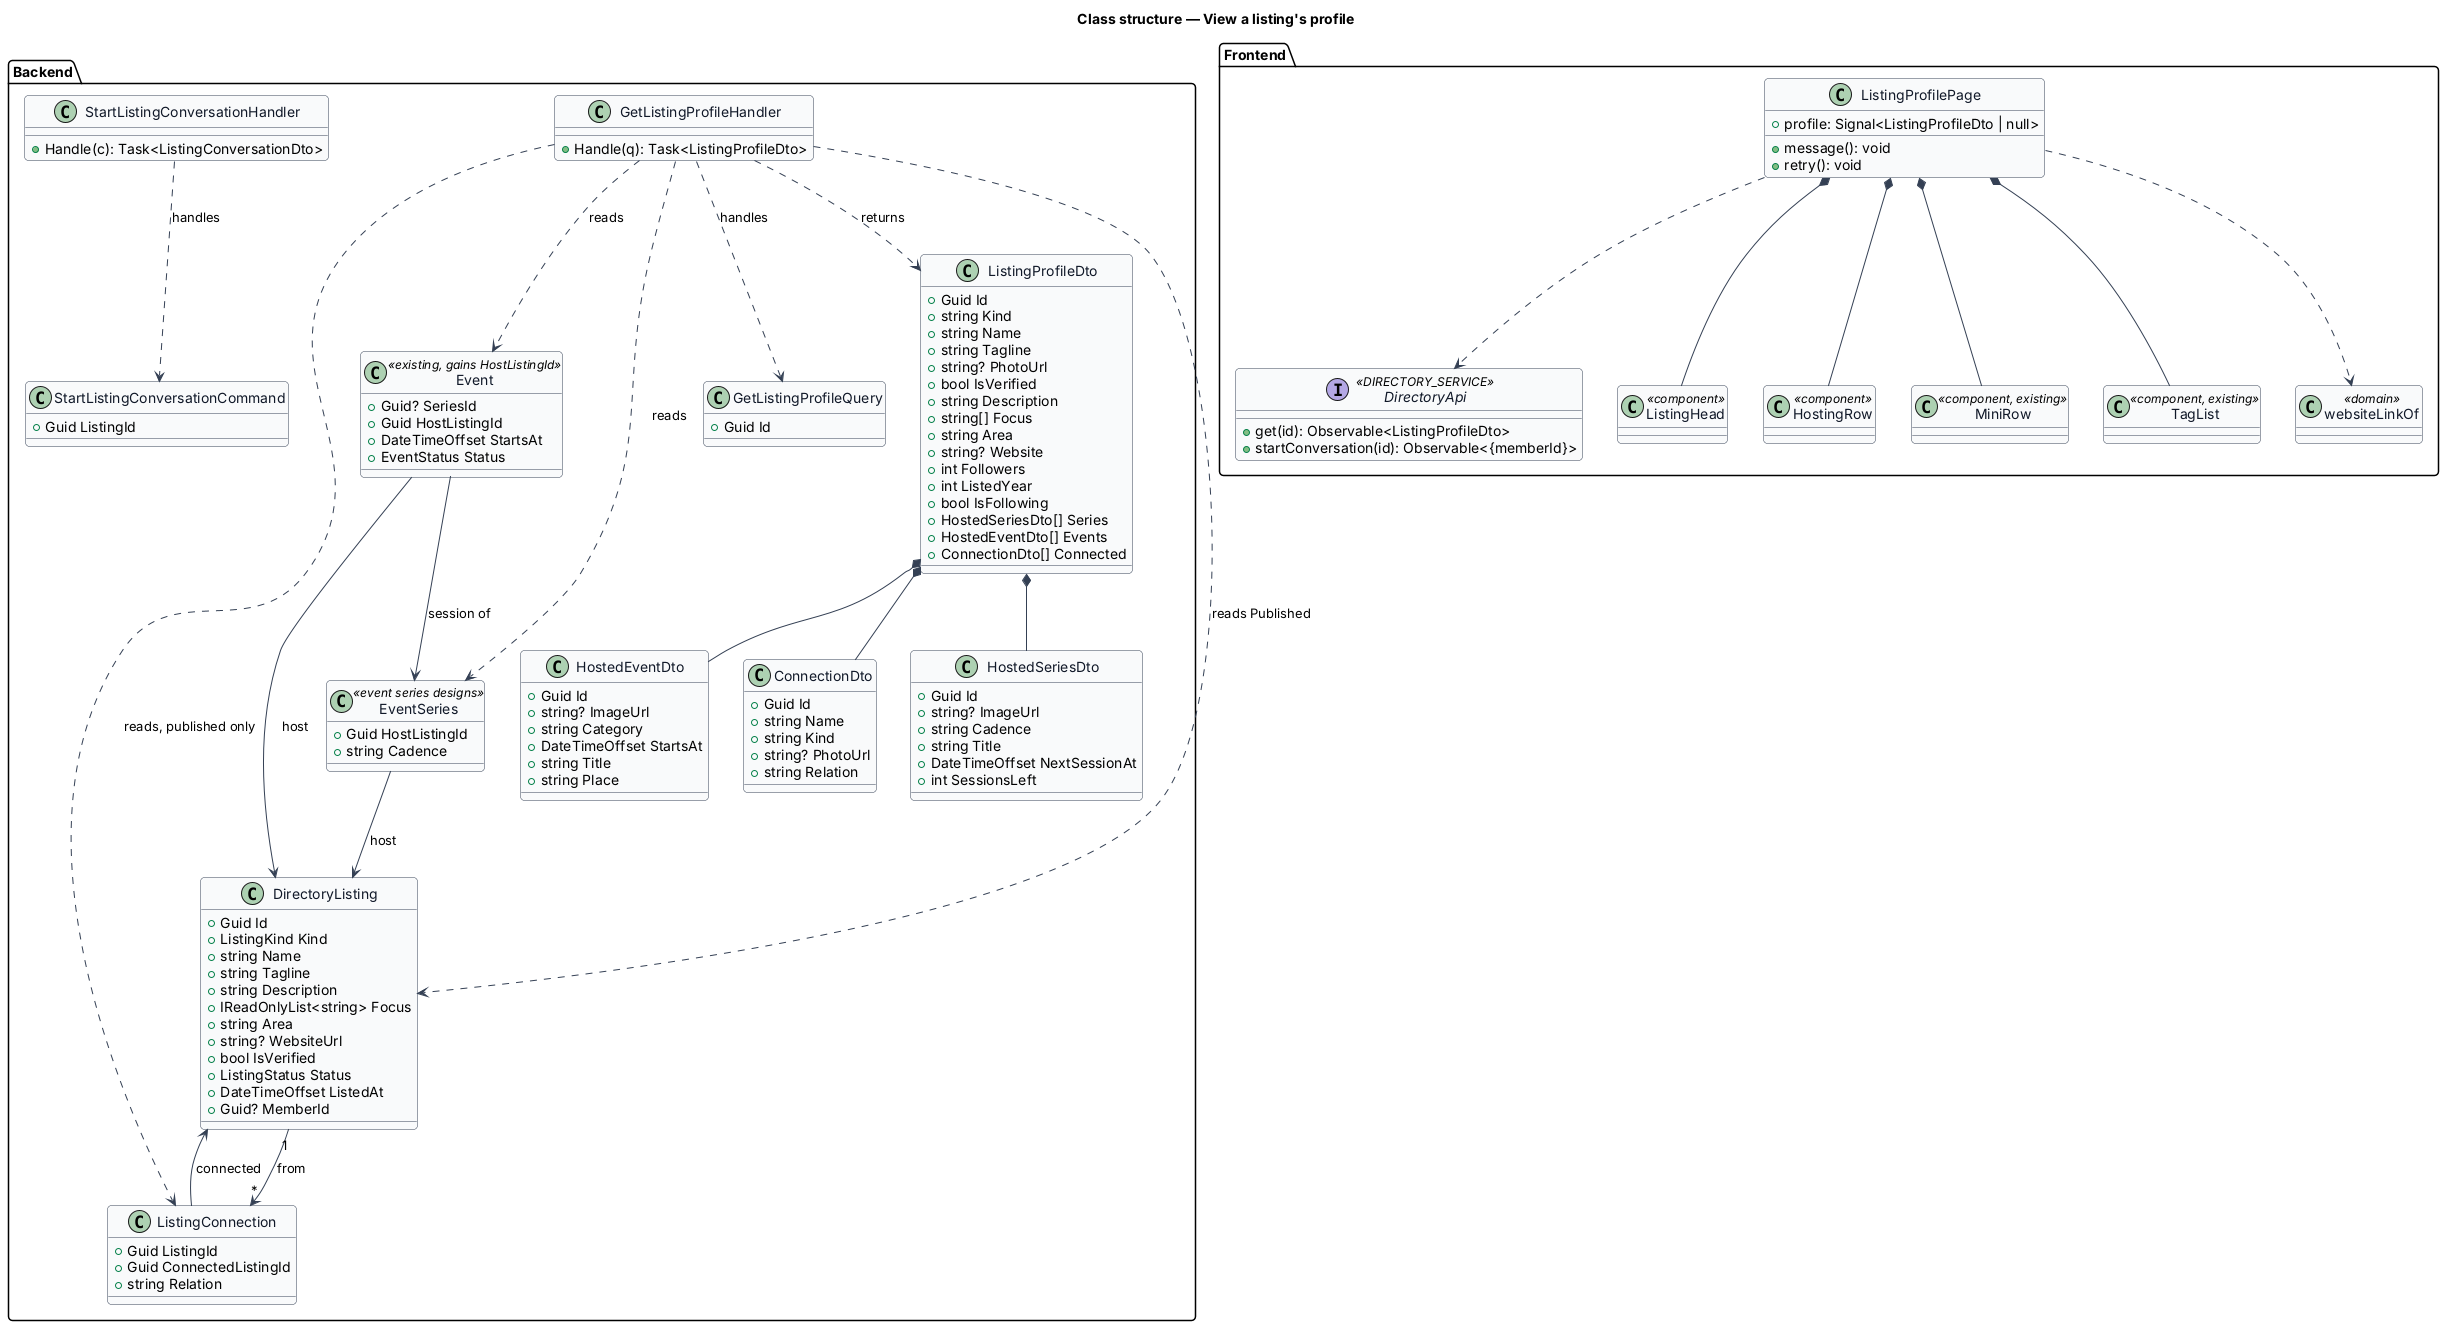 Class structure — View a listing's profile
Backend
StartListingConversationHandler
Handle(c): Task<ListingConversationDto>
GetListingProfileHandler
Handle(q): Task<ListingProfileDto>
handles
reads
handles
returns
reads
StartListingConversationCommand
Guid ListingId
«existing, gains HostListingId»
Event
Guid? SeriesId
Guid HostListingId
DateTimeOffset StartsAt
EventStatus Status
GetListingProfileQuery
Guid Id
ListingProfileDto
Guid Id
string Kind
string Name
string Tagline
string? PhotoUrl
bool IsVerified
string Description
string[] Focus
string Area
string? Website
int Followers
int ListedYear
bool IsFollowing
HostedSeriesDto[] Series
HostedEventDto[] Events
ConnectionDto[] Connected
session of
reads Published
reads, published only
host
«event series designs»
EventSeries
Guid HostListingId
string Cadence
HostedEventDto
Guid Id
string? ImageUrl
string Category
DateTimeOffset StartsAt
string Title
string Place
ConnectionDto
Guid Id
string Name
string Kind
string? PhotoUrl
string Relation
HostedSeriesDto
Guid Id
string? ImageUrl
string Cadence
string Title
DateTimeOffset NextSessionAt
int SessionsLeft
host
DirectoryListing
Guid Id
ListingKind Kind
string Name
string Tagline
string Description
IReadOnlyList<string> Focus
string Area
string? WebsiteUrl
bool IsVerified
ListingStatus Status
DateTimeOffset ListedAt
Guid? MemberId
1
connected
from
*
ListingConnection
Guid ListingId
Guid ConnectedListingId
string Relation
Frontend
ListingProfilePage
profile: Signal<ListingProfileDto | null>
message(): void
retry(): void
«DIRECTORY_SERVICE»
DirectoryApi
get(id): Observable<ListingProfileDto>
startConversation(id): Observable<{memberId}>
«component»
ListingHead
«component»
HostingRow
«component, existing»
MiniRow
«component, existing»
TagList
«domain»
websiteLinkOf